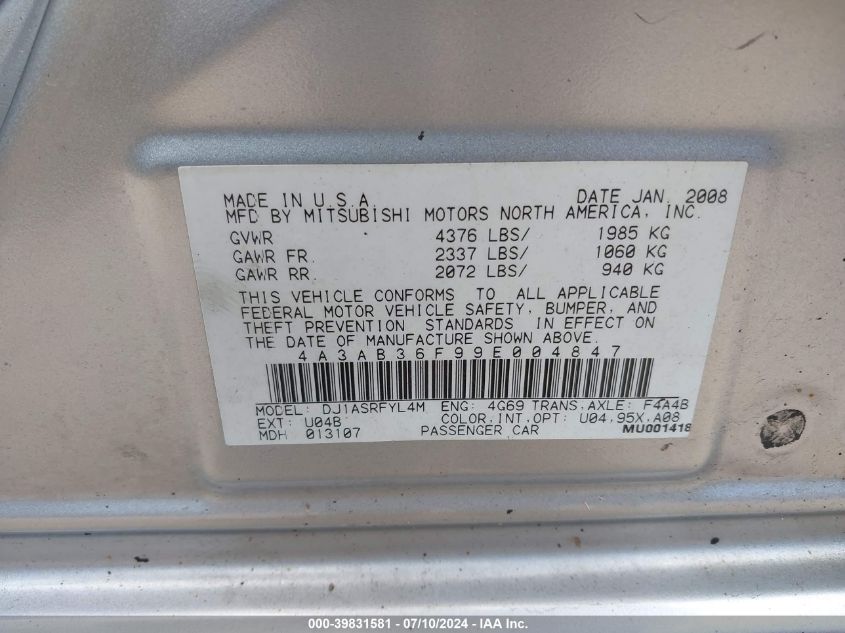 MADE IN U.S.A. DATE JAN. 2008
MFD BY MITSUBISHI MOTORS NORTH AMERICA, INC.
GVWR 4376 LBS/ 1985 KG
GAWR FR. 2337 LBS/ 1060 KG
GAWR RR. 2072 LBS/ 940 KG
THIS VEHICLE CONFORMS TO ALL APPLICABLE
FEDERAL MOTOR VEHICLE SAFETY, BUMPER, AND
THEFT PREVENTION STANDARDS IN EFFECT ON
THE DATE OF MANUFACTURE SHOWN ABOVE.
4A3AB36F99E004847
MODEL: DJ1ASRFYL4M ENG: 4G69 TRANS,AXLE: F4A4B
EXT: U04B COLOR,INT,OPT: U04,95X,A08
MDH 013107 PASSENGER CAR MU001418
000-39831581 - 07/10/2024 - IAA Inc.